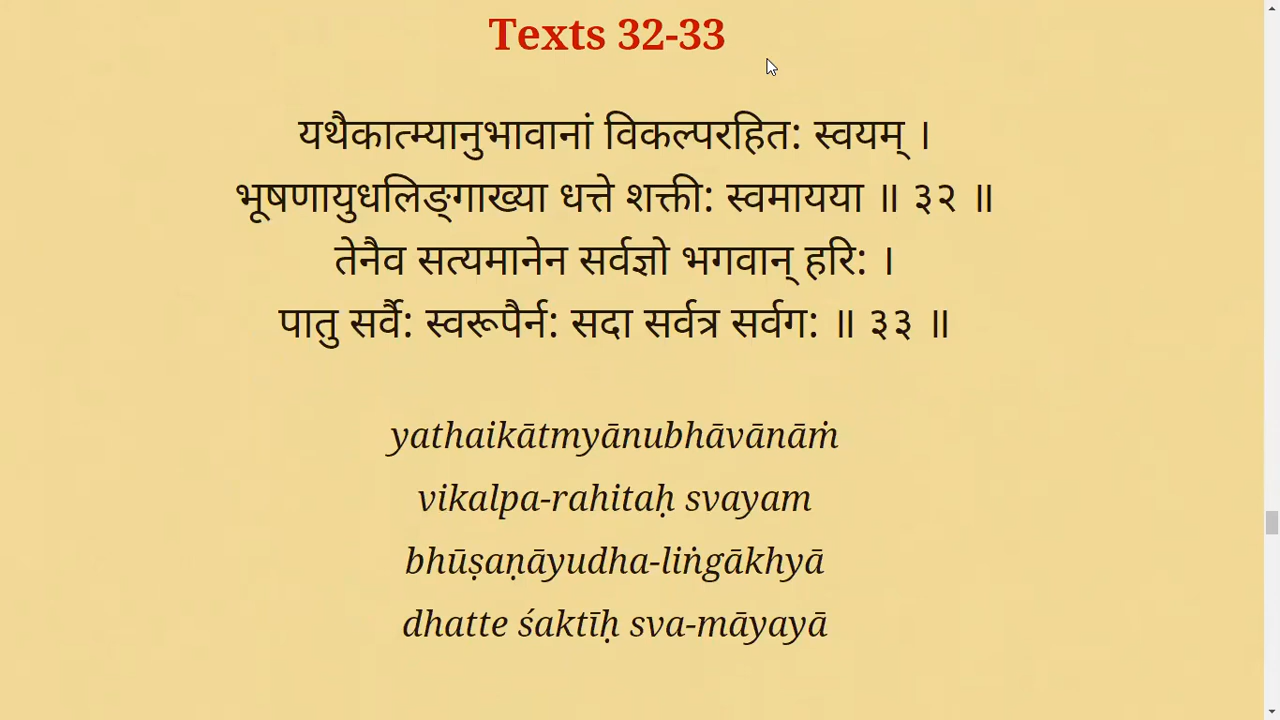 Texts 32-33
यथैकात्म्यानुभावानां विकल्परहित: स्वयम् ।
भूषणायुधलिङ्गाख्या धत्ते शक्ती: स्वमायया ॥ ३२ ॥
तेनैव सत्यमानेन सर्वज्ञो भगवान् हरि: ।
पातु सर्वै: स्वरूपैर्न: सदा सर्वत्र सर्वग: ॥ ३३ ॥
yathaikātmyānubhāvānāṁ
vikalpa-rahitaḥ svayam
bhūṣaṇāyudha-liṅgākhyā
dhatte śaktīḥ sva-māyayā